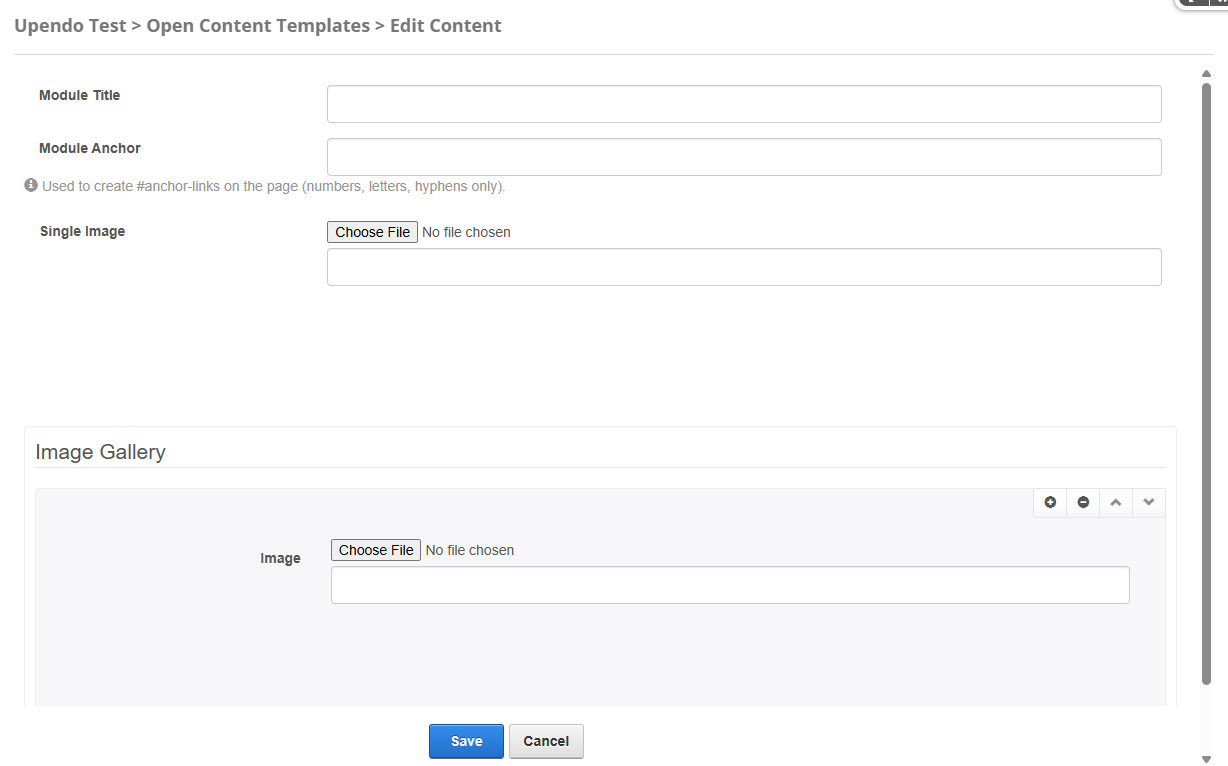 Upendo Test > Open Content Templates > Edit Content
Module Title
Module Anchor
Used to create #anchor-links on the page (numbers, letters, hyphens only).
Single Image
Choose File No file chosen
Image Gallery
Image
Choose File No file chosen
Save Cancel